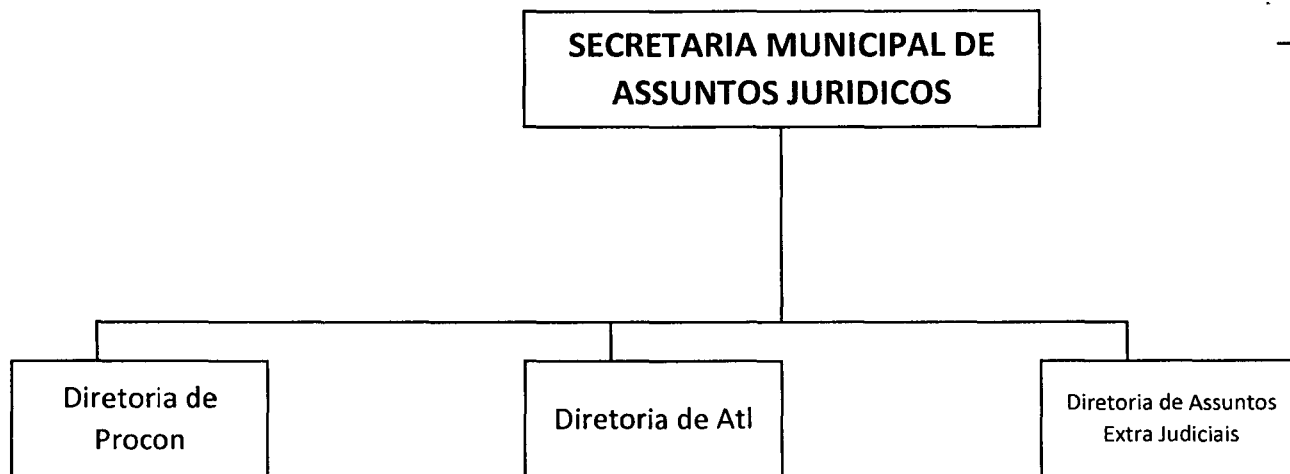 SECRETARIA MUNICIPAL DE
ASSUNTOS JURIDICOS
Diretoria de
Procon
Diretoria de Atl
Diretoria de Assuntos
Extra Judiciais